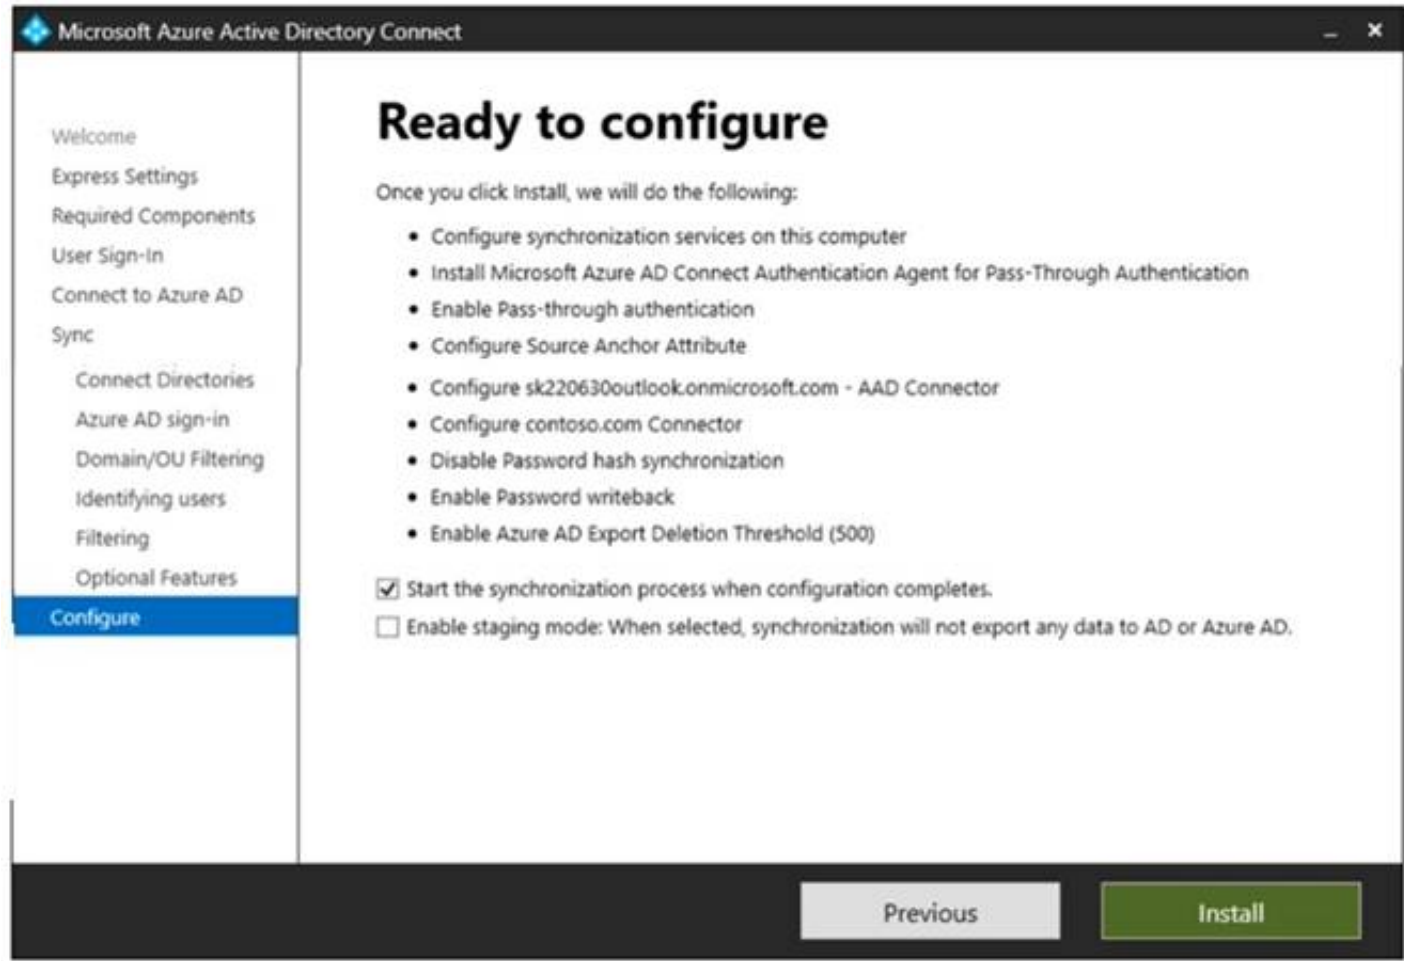 Microsoft Azure Active Directory Connect
Welcome
Express Settings
Required Components
User Sign-In
Connect to Azure AD
Sync
Connect Directories
Azure AD sign-in
Domain/OU Filtering
Identifying users
Filtering
Optional Features
Configure
Ready to configure
Once you click Install, we will do the following:
• Configure synchronization services on this computer
• Install Microsoft Azure AD Connect Authentication Agent for Pass-Through Authentication
• Enable Pass-through authentication
• Configure Source Anchor Attribute
• Configure sk220630outlook.onmicrosoft.com - AAD Connector
• Configure contoso.com Connector
• Disable Password hash synchronization
• Enable Password writeback
• Enable Azure AD Export Deletion Threshold (500)
Start the synchronization process when configuration completes.
Enable staging mode: When selected, synchronization will not export any data to AD or Azure AD.
Previous
Install